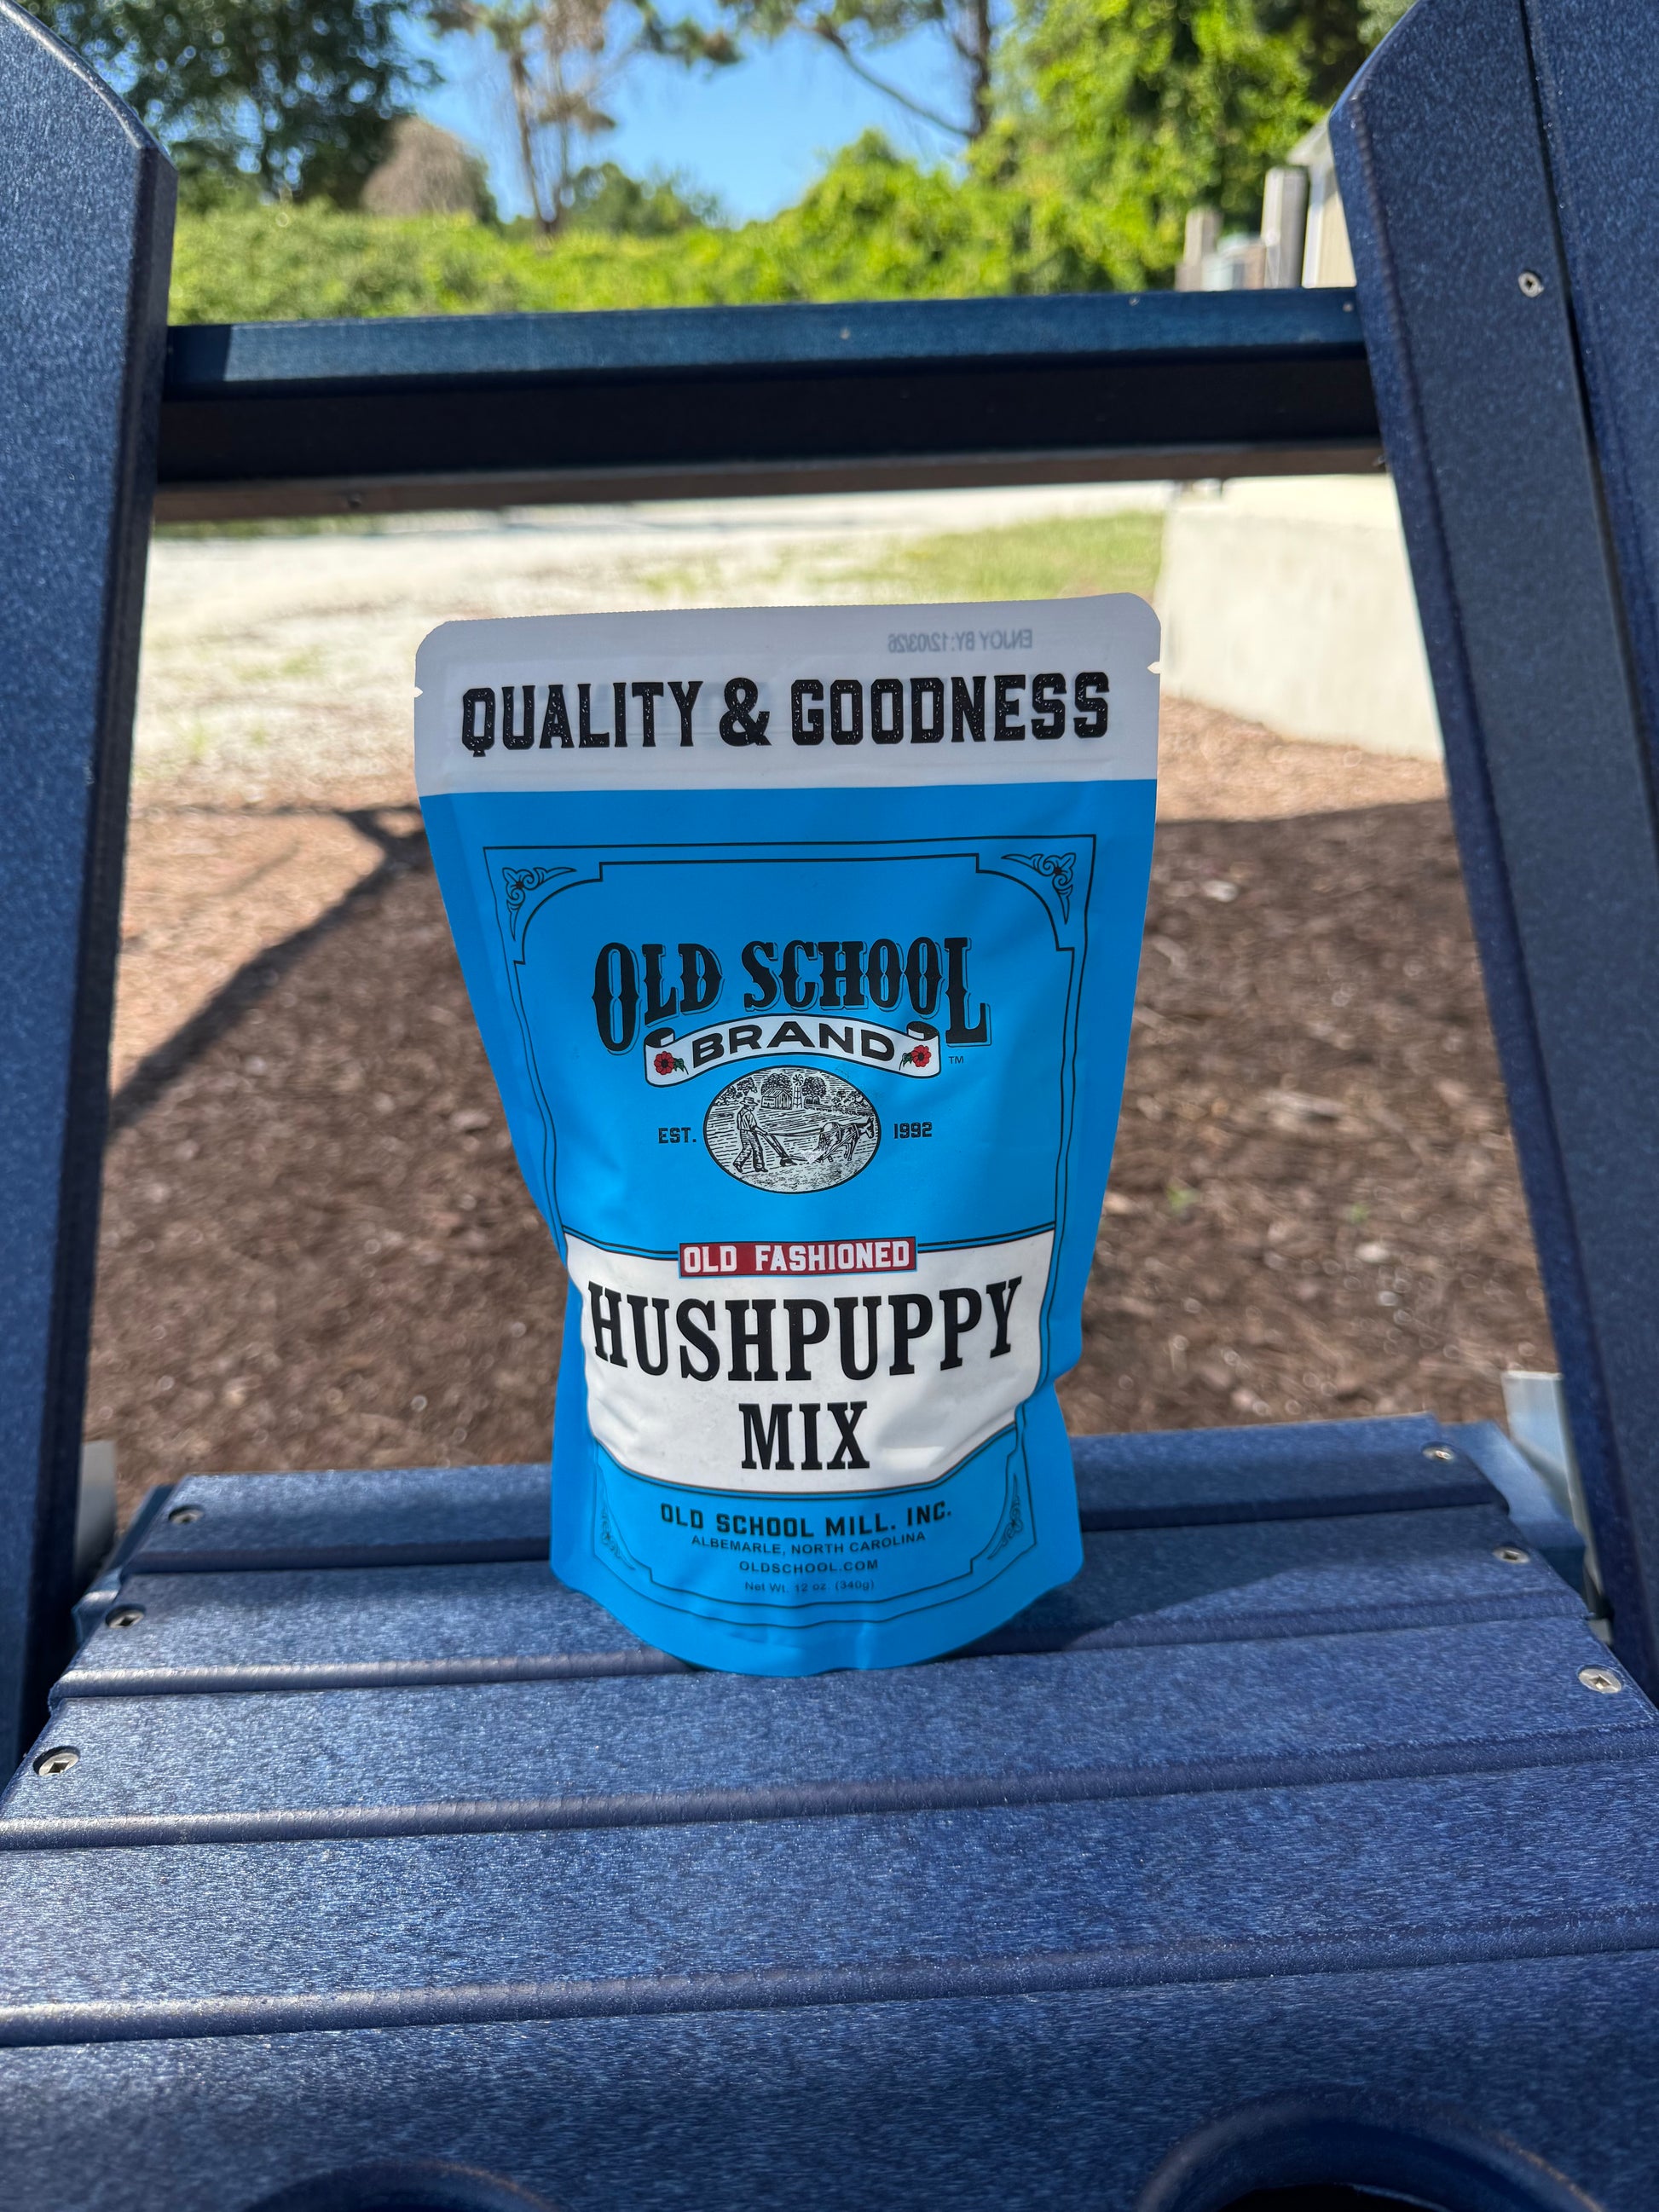 ENJOY BY:12/03/26
QUALITY & GOODNESS
OLD SCHOOL
BRAND ™
EST. 1992
OLD FASHIONED
HUSHPUPPY
MIX
OLD SCHOOL MILL. INC.
ALBEMARLE, NORTH CAROLINA
OLDSCHOOL.COM
Net Wt. 12 oz. (340g)